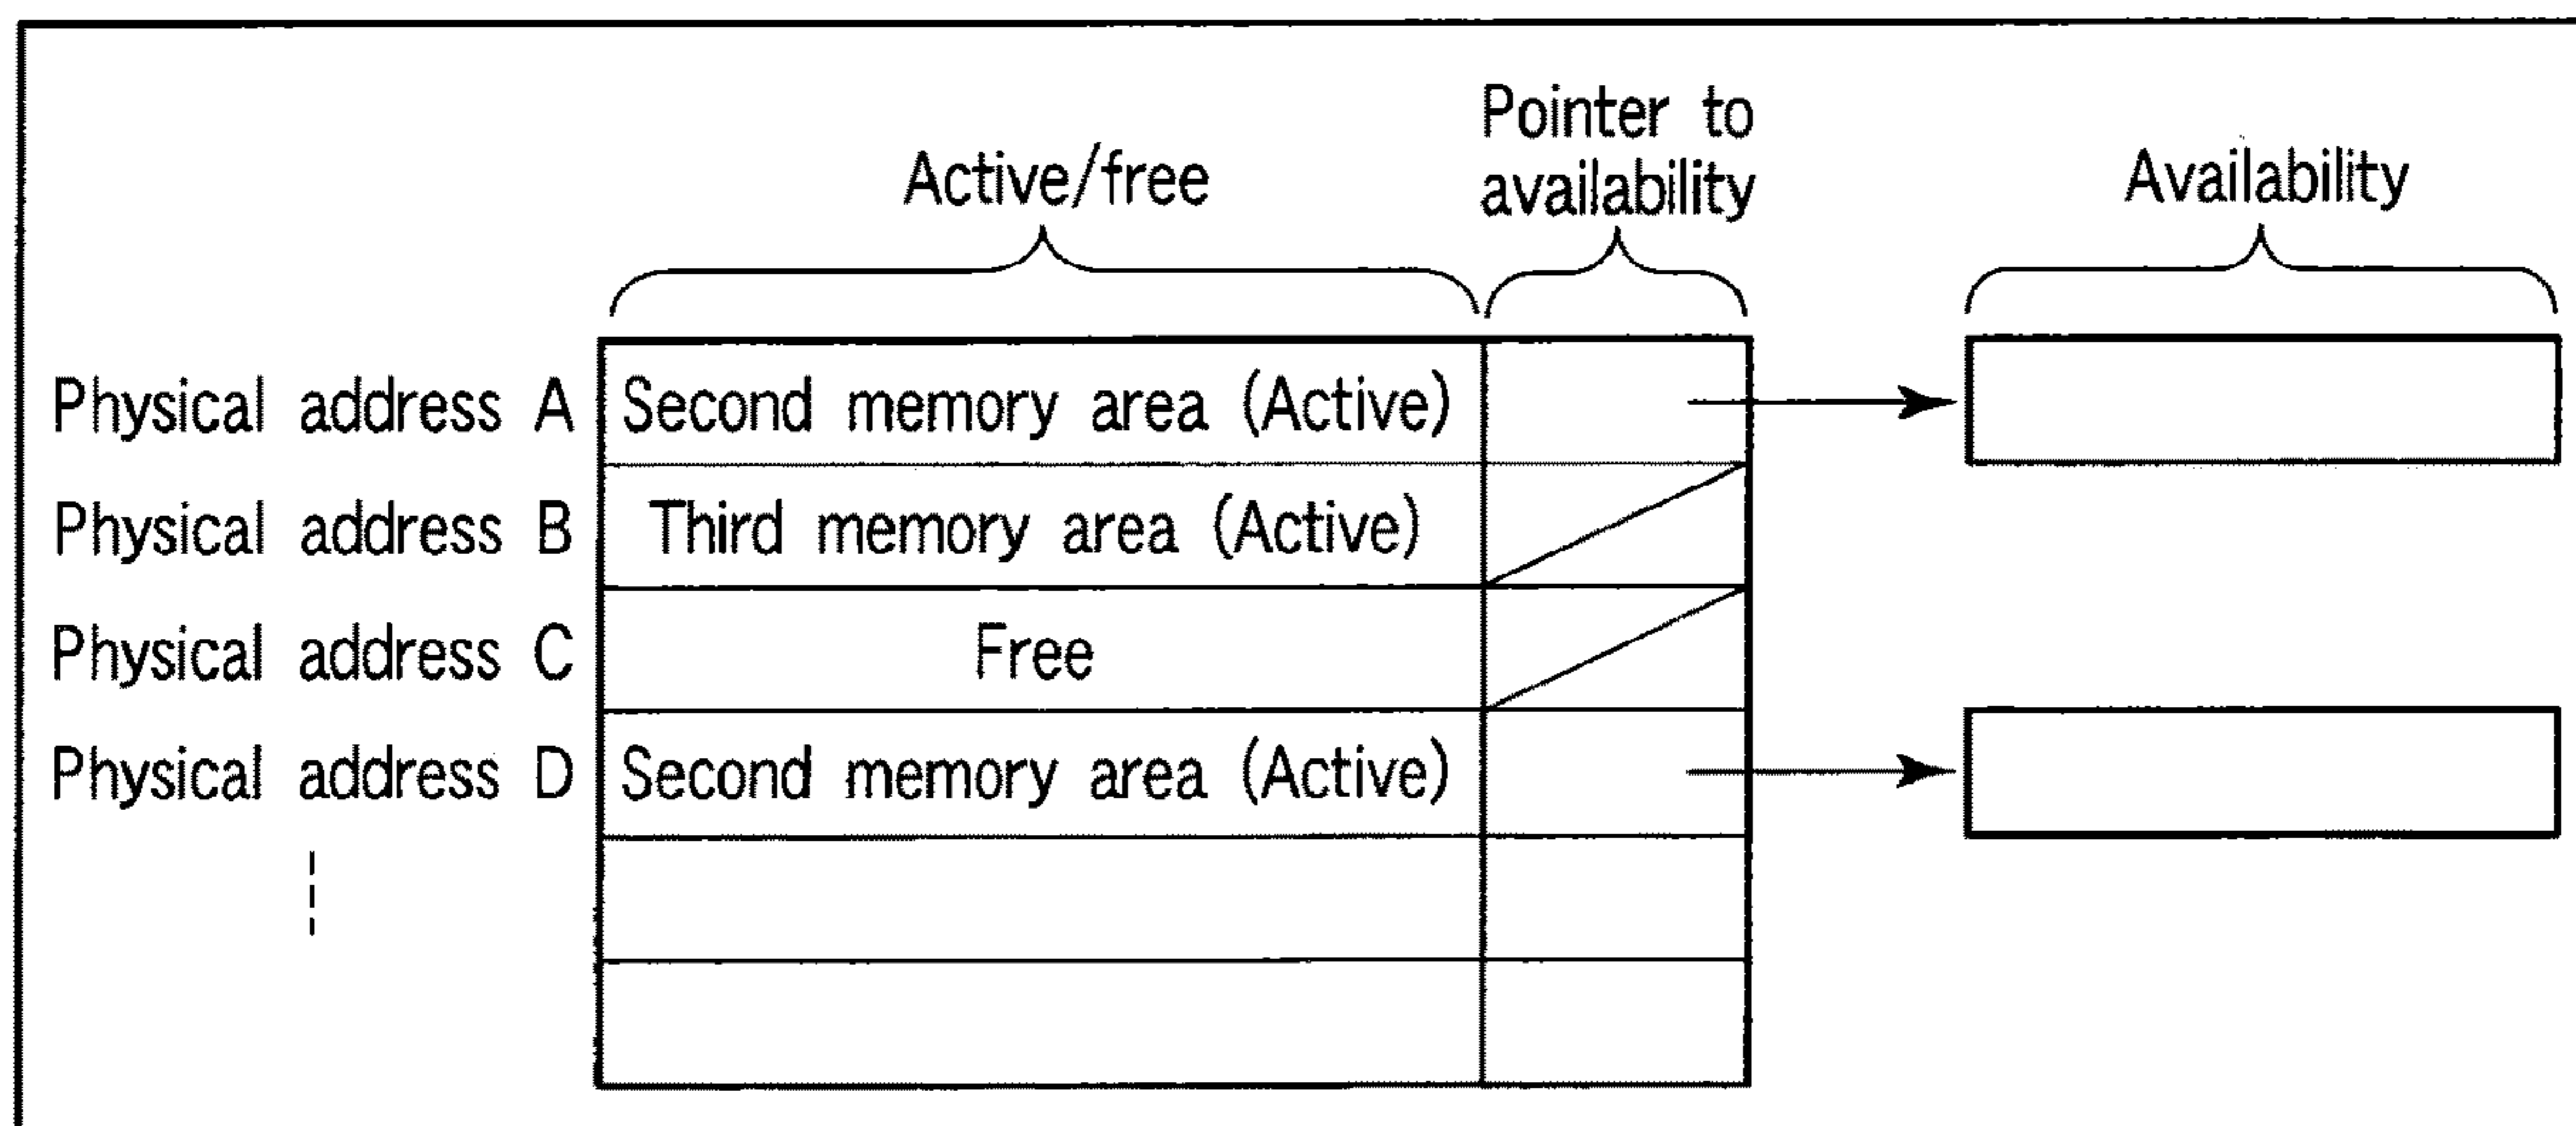 Active/free
Pointer to
availability
Availability
Physical address A Second memory area (Active)
Physical address B Third memory area (Active)
Physical address C Free
Physical address D Second memory area (Active)